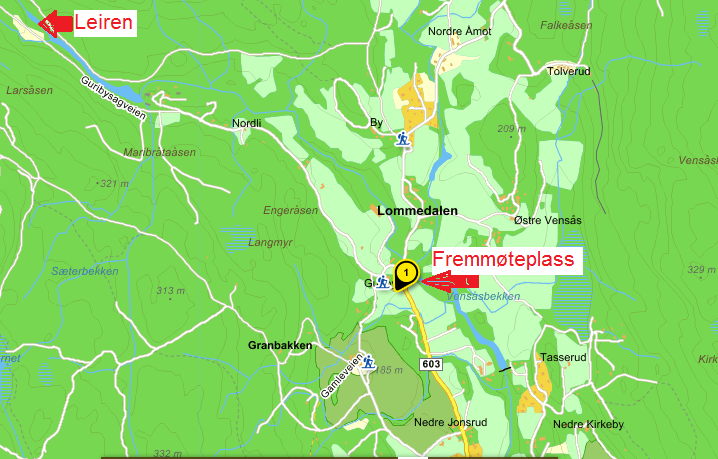 Leiren
Nordre Åmot
Falkeåsen
Tolverud
Larsåsen
Guribysagveien
By
Nordli
209 m
Maribråtaåsen
Vensås
321 m
Engeråsen
Lommedalen
Østre Vensås
Langmyr
Fremmøteplass
Sæterbekken
1
329 m
313 m
Vensåsbekken
Granbakken
603
Tasserud
Gamleveien
185 m
Nedre Jonsrud
Nedre Kirkeby
332 m